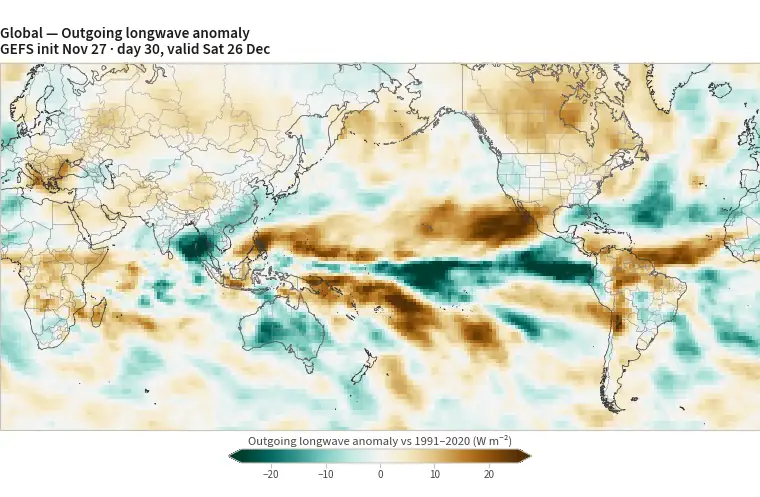 Global — Outgoing longwave anomaly
GEFS init Nov 27 · day 30, valid Sat 26 Dec
Outgoing longwave anomaly vs 1991–2020 (W m⁻²)
−20 −10 0 10 20